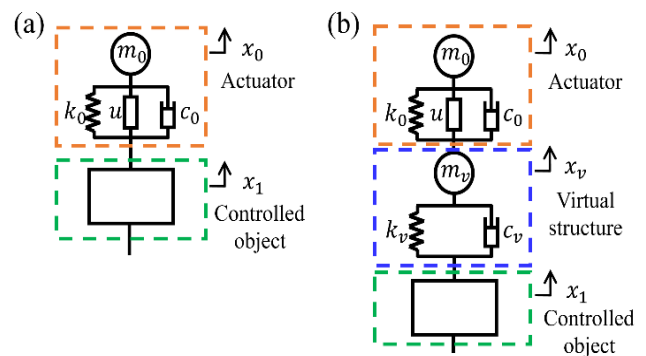 (a)
m₀
x₀
Actuator
k₀ u c₀
x₁
Controlled
object
(b)
m₀
x₀
Actuator
k₀ u c₀
mᵥ
xᵥ
Virtual
structure
kᵥ cᵥ
x₁
Controlled
object